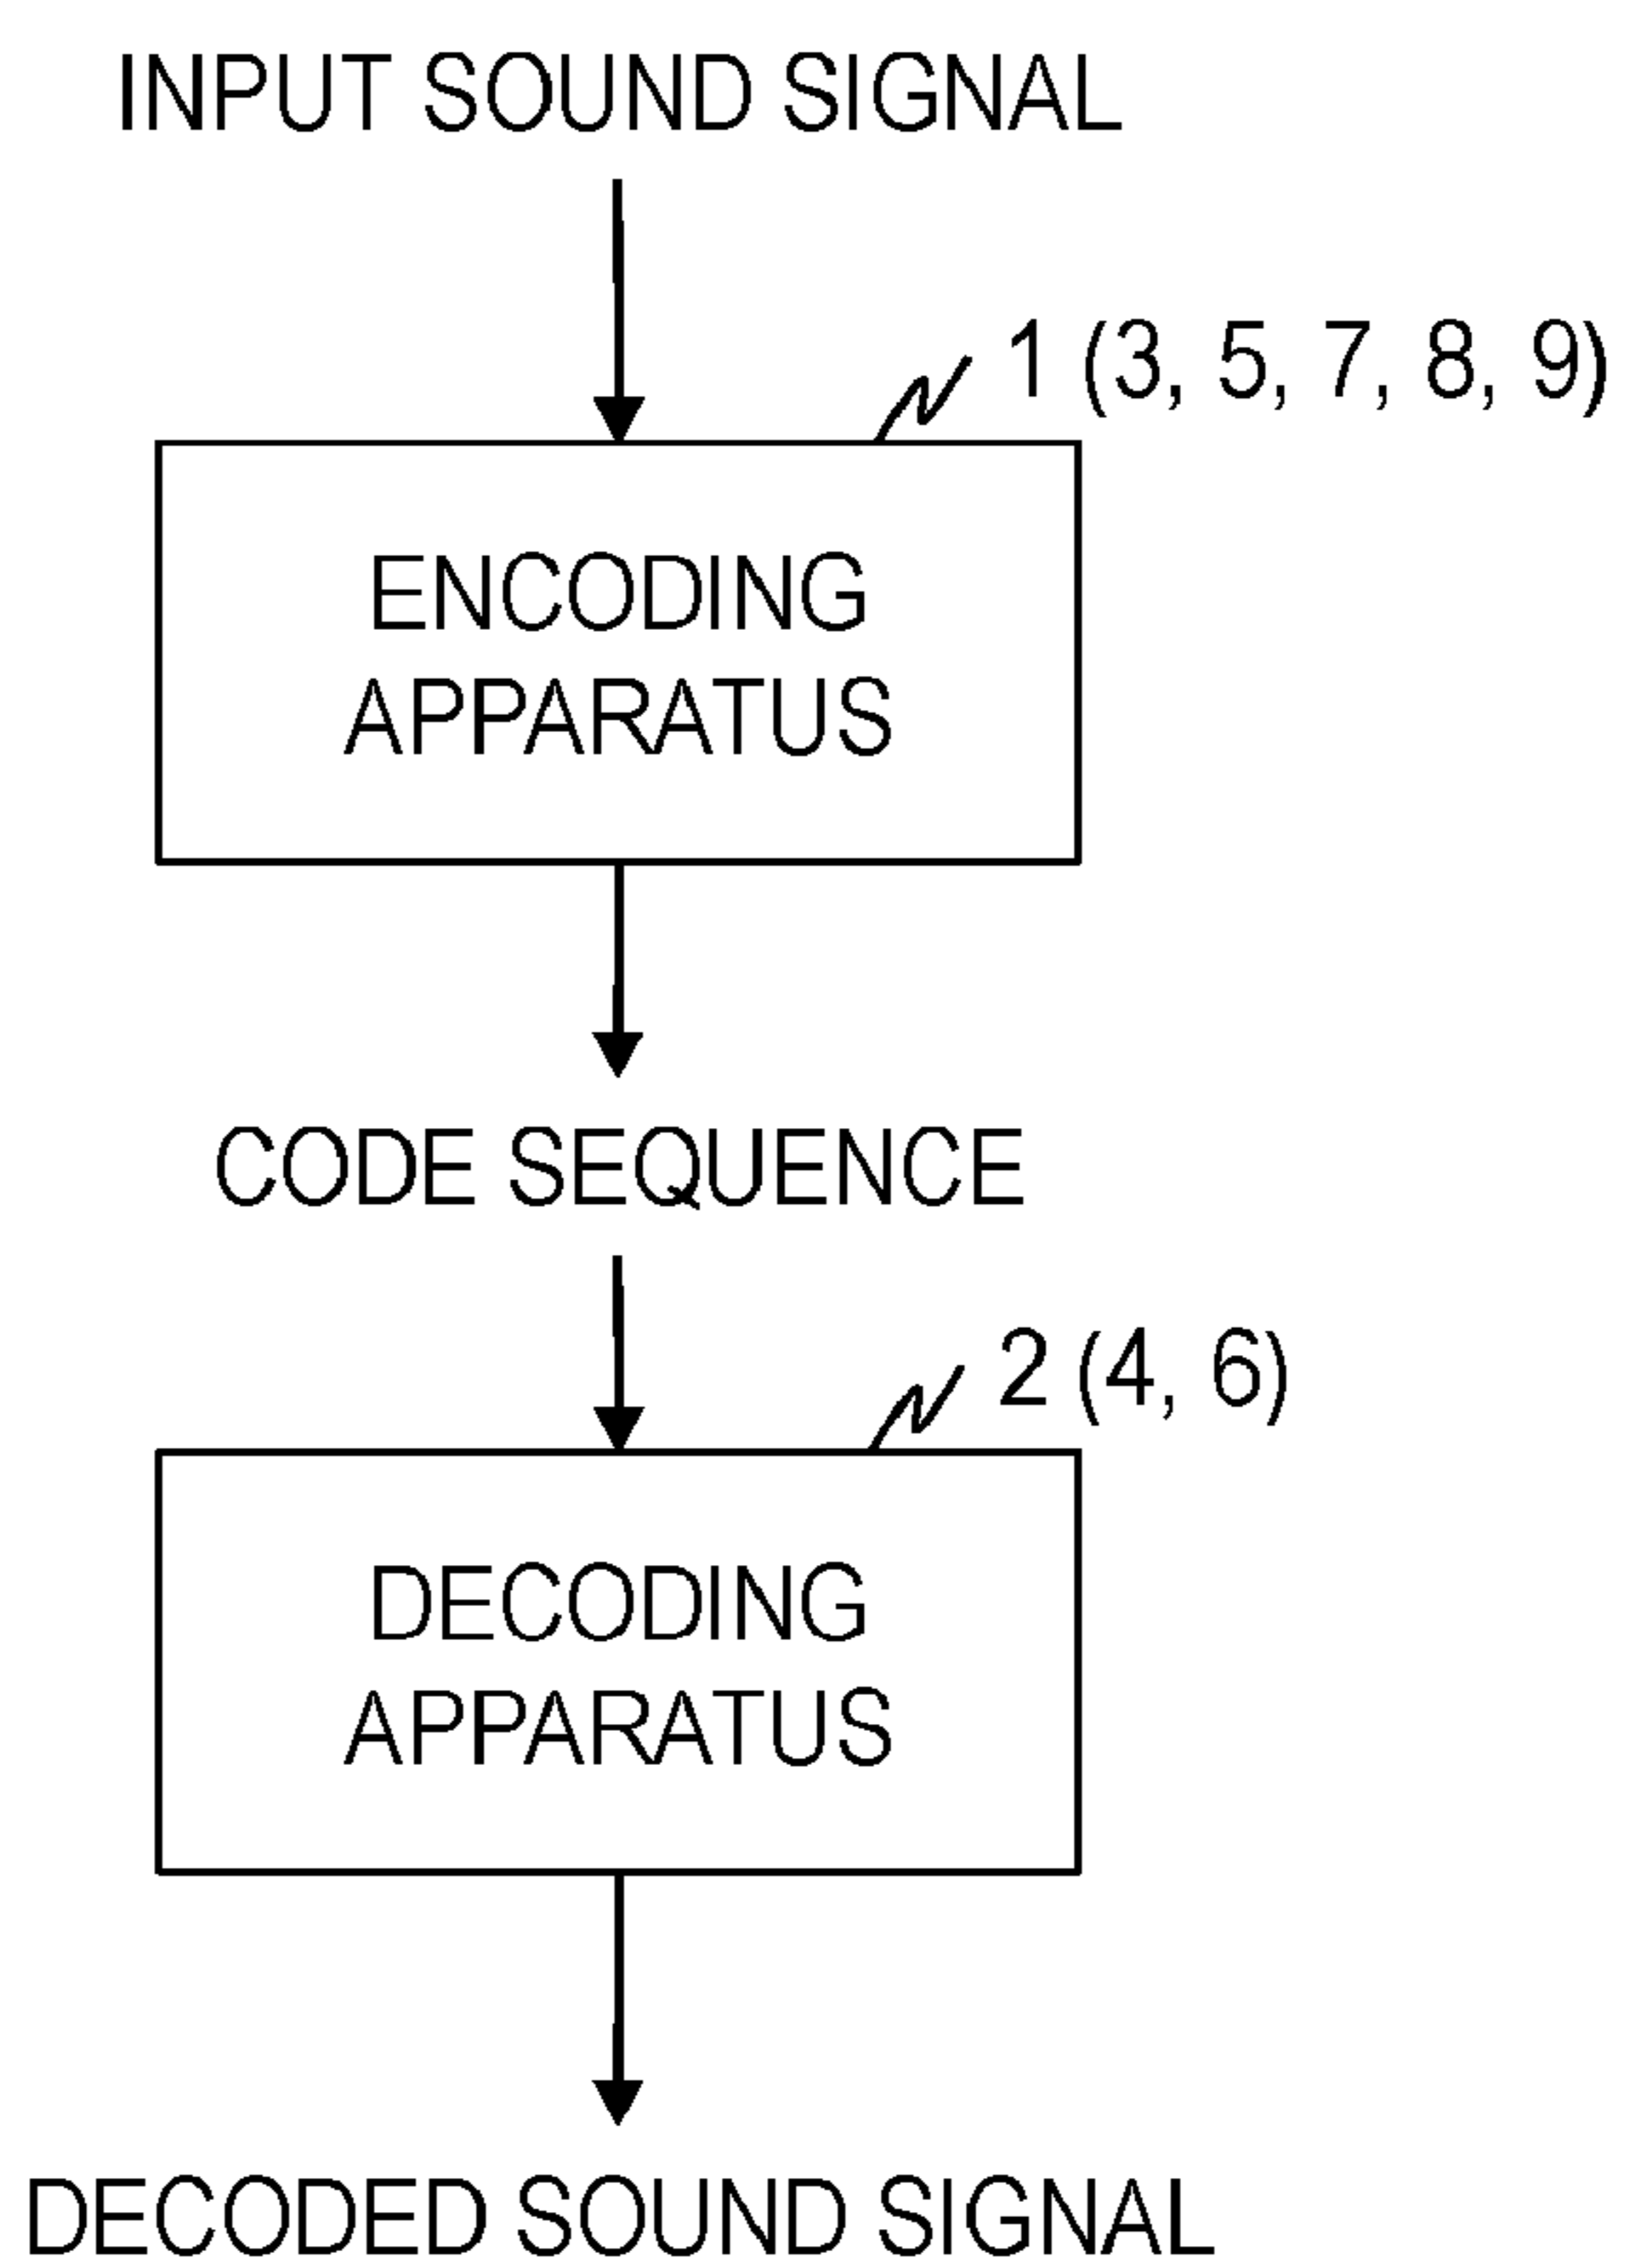 INPUT SOUND SIGNAL
1 (3, 5, 7, 8, 9)
ENCODING
APPARATUS
CODE SEQUENCE
2 (4, 6)
DECODING
APPARATUS
DECODED SOUND SIGNAL